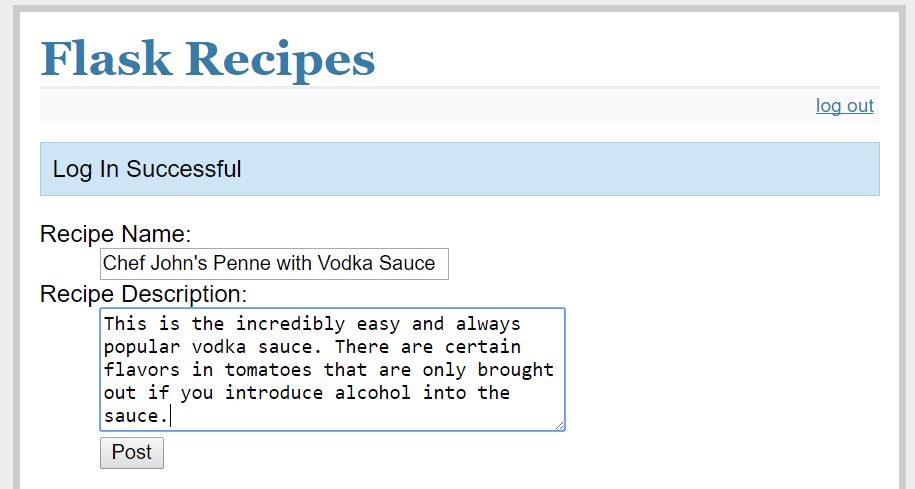 Flask Recipes
log out
Log In Successful
Recipe Name:
Chef John's Penne with Vodka Sauce
Recipe Description:
This is the incredibly easy and always
popular vodka sauce. There are certain
flavors in tomatoes that are only brought
out if you introduce alcohol into the
sauce.
Post